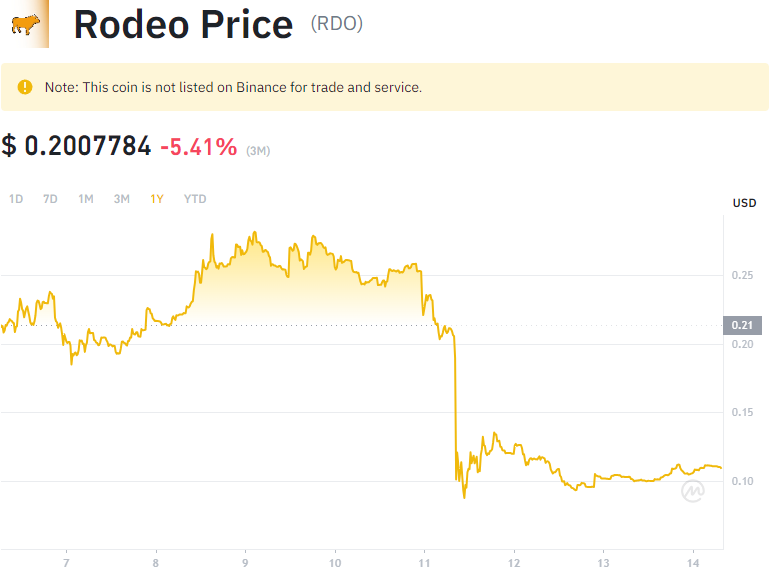 Rodeo Price (RDO)
Note: This coin is not listed on Binance for trade and service.
$ 0.2007784 -5.41% (3M)
1D 7D 1M 3M 1Y YTD
USD
0.25
0.21
0.20
0.15
0.10
7 8 9 10 11 12 13 14